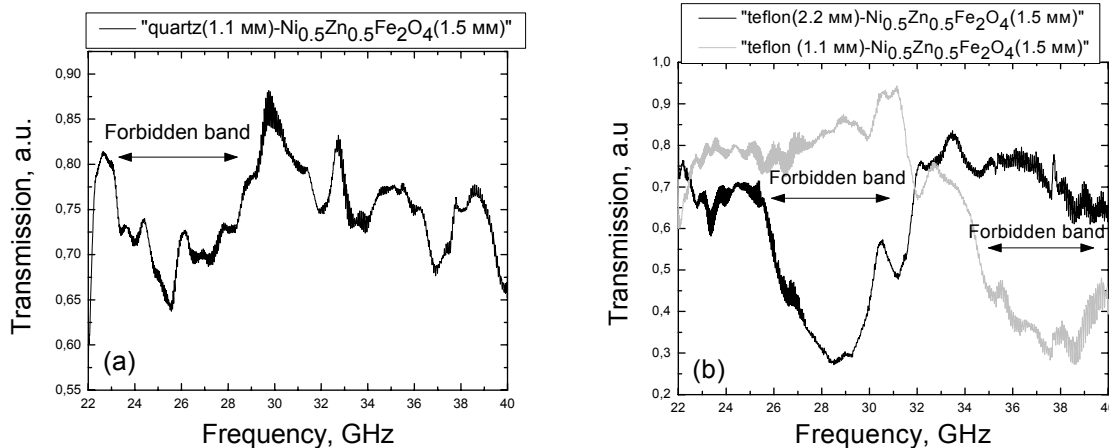 "quartz(1.1 мм)-Ni0.5Zn0.5Fe2O4(1.5 мм)"
0,90
0,85
0,80
0,75
0,70
0,65
0,60
0,55
Transmission, a.u.
Forbidden band
(a)
22 24 26 28 30 32 34 36 38 40
Frequency, GHz
"teflon(2.2 мм)-Ni0.5Zn0.5Fe2O4(1.5 мм)"
"teflon (1.1 мм)-Ni0.5Zn0.5Fe2O4(1.5 мм)"
1,0
0,9
0,8
0,7
0,6
0,5
0,4
0,3
0,2
Transmission, a.u
Forbidden band
Forbidden band
(b)
22 24 26 28 30 32 34 36 38 40
Frequency, GHz